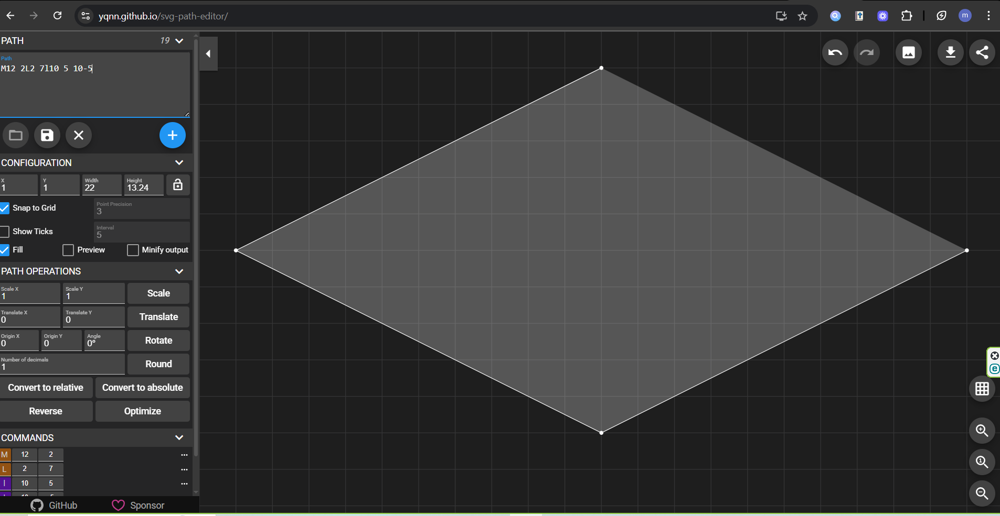 yqnn.github.io/svg-path-editor/
m
PATH 19
Path
M12 2L2 7l10 5 10-5
CONFIGURATION
X Y Width Height
1 1 22 13.24
Snap to Grid
Point Precision
3
Show Ticks
Interval
5
Fill Preview Minify output
PATH OPERATIONS
Scale X Scale Y
1 1 Scale
Translate X Translate Y
0 0 Translate
Origin X Origin Y Angle
0 0 0° Rotate
Number of decimals
1 Round
Convert to relative Convert to absolute
Reverse Optimize
COMMANDS
M 12 2
L 2 7
l 10 5
GitHub Sponsor
e
1